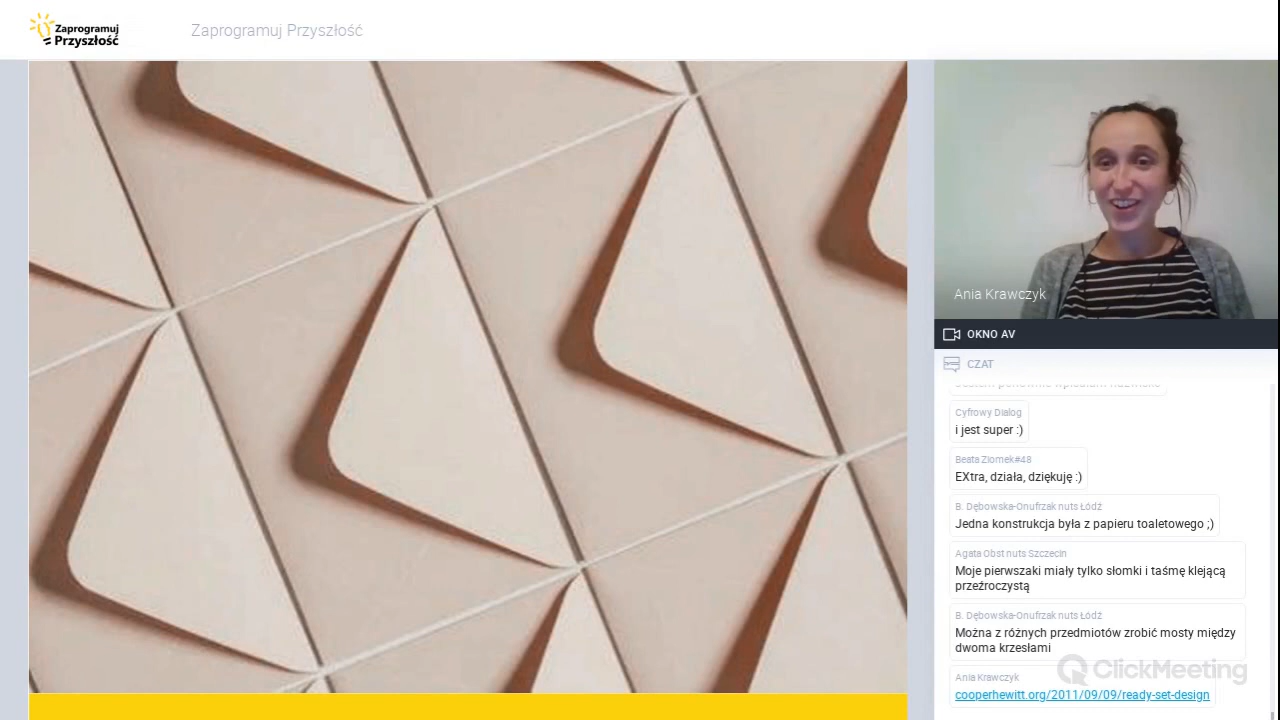 Zaprogramuj
Przyszłość
Zaprogramuj Przyszłość
Ania Krawczyk
OKNO AV
CZAT
Cyfrowy Dialog
i jest super :)
Beata Ziomek#48
EXtra, działa, dziękuję :)
B. Dębowska-Onufrzak nuts Łódź
Jedna konstrukcja była z papieru toaletowego ;)
Agata Obst nuts Szczecin
Moje pierwszaki miały tylko słomki i taśmę klejącą
przeźroczystą
B. Dębowska-Onufrzak nuts Łódź
Można z różnych przedmiotów zrobić mosty między
dwoma krzesłami
ClickMeeting
Ania Krawczyk
cooperhewitt.org/2011/09/09/ready-set-design